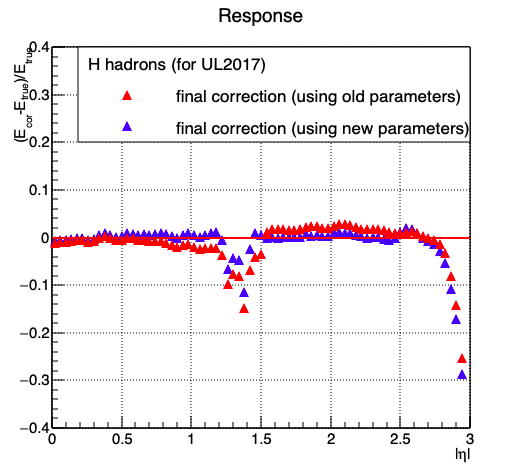 Response
(E_cor-E_true)/E_true
H hadrons (for UL2017)
final correction (using old parameters)
final correction (using new parameters)
0.4
0.3
0.2
0.1
0
−0.1
−0.2
−0.3
−0.4
0 0.5 1 1.5 2 2.5 3
|η|